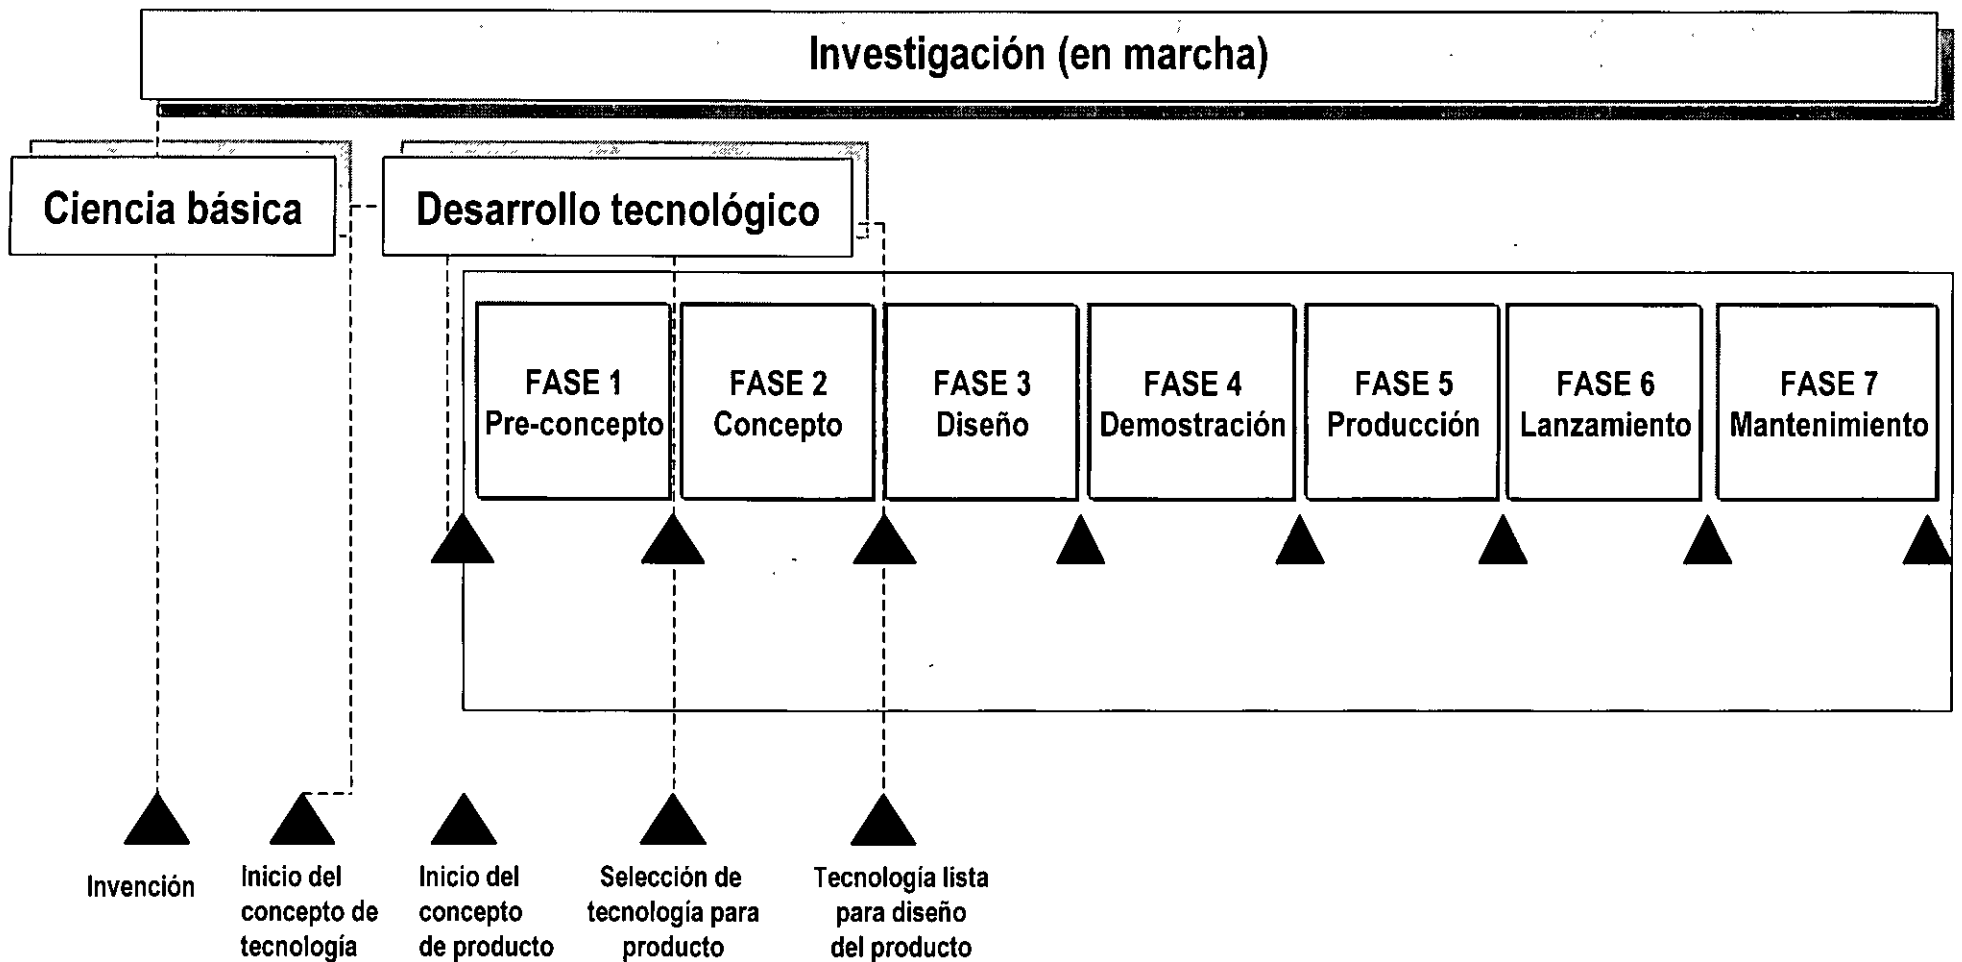 Investigación (en marcha)
Ciencia básica
Desarrollo tecnológico
FASE 1
Pre-concepto
FASE 2
Concepto
FASE 3
Diseño
FASE 4
Demostración
FASE 5
Producción
FASE 6
Lanzamiento
FASE 7
Mantenimiento
Invención
Inicio del
concepto de
tecnología
Inicio del
concepto
de producto
Selección de
tecnología para
producto
Tecnología lista
para diseño
del producto